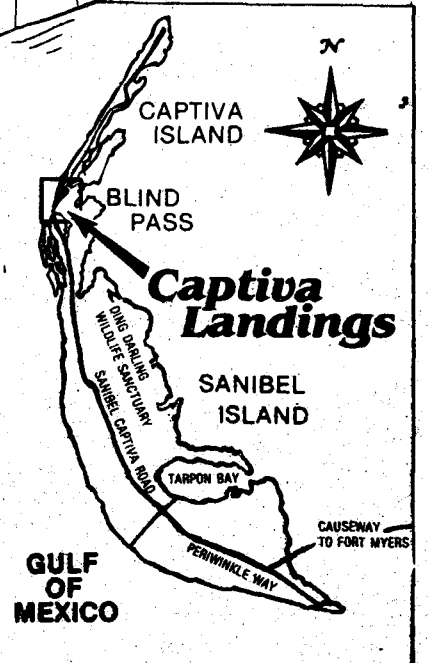 N
CAPTIVA
ISLAND
BLIND
PASS
Captiva
Landings
DING DARLING
WILDLIFE SANCTUARY
SANIBEL CAPTIVA ROAD
SANIBEL
ISLAND
TARPON BAY
CAUSEWAY
TO FORT MYERS
PERIWINKLE WAY
GULF
OF
MEXICO